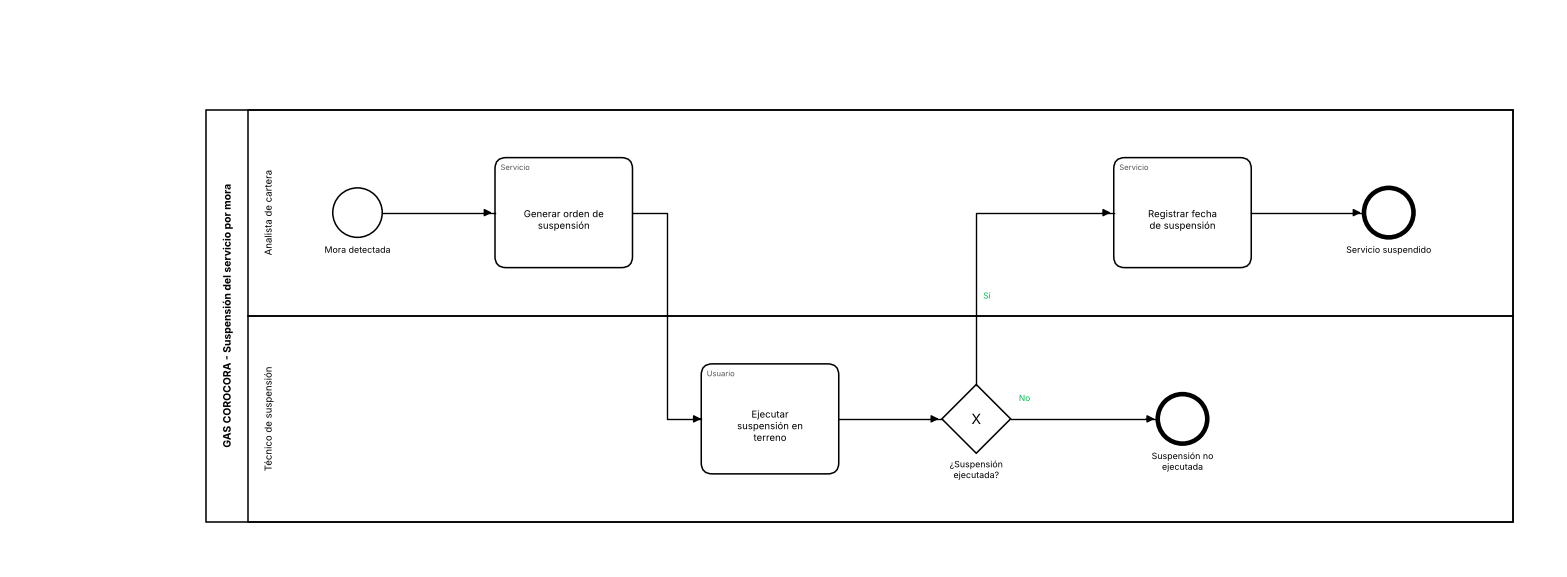 GAS COROCORA - Suspensión del servicio por mora
Analista de cartera
Mora detectada
Servicio
Generar orden de
suspensión
Sí
Servicio
Registrar fecha
de suspensión
Servicio suspendido
Técnico de suspensión
Usuario
Ejecutar
suspensión en
terreno
X
¿Suspensión
ejecutada?
No
Suspensión no
ejecutada